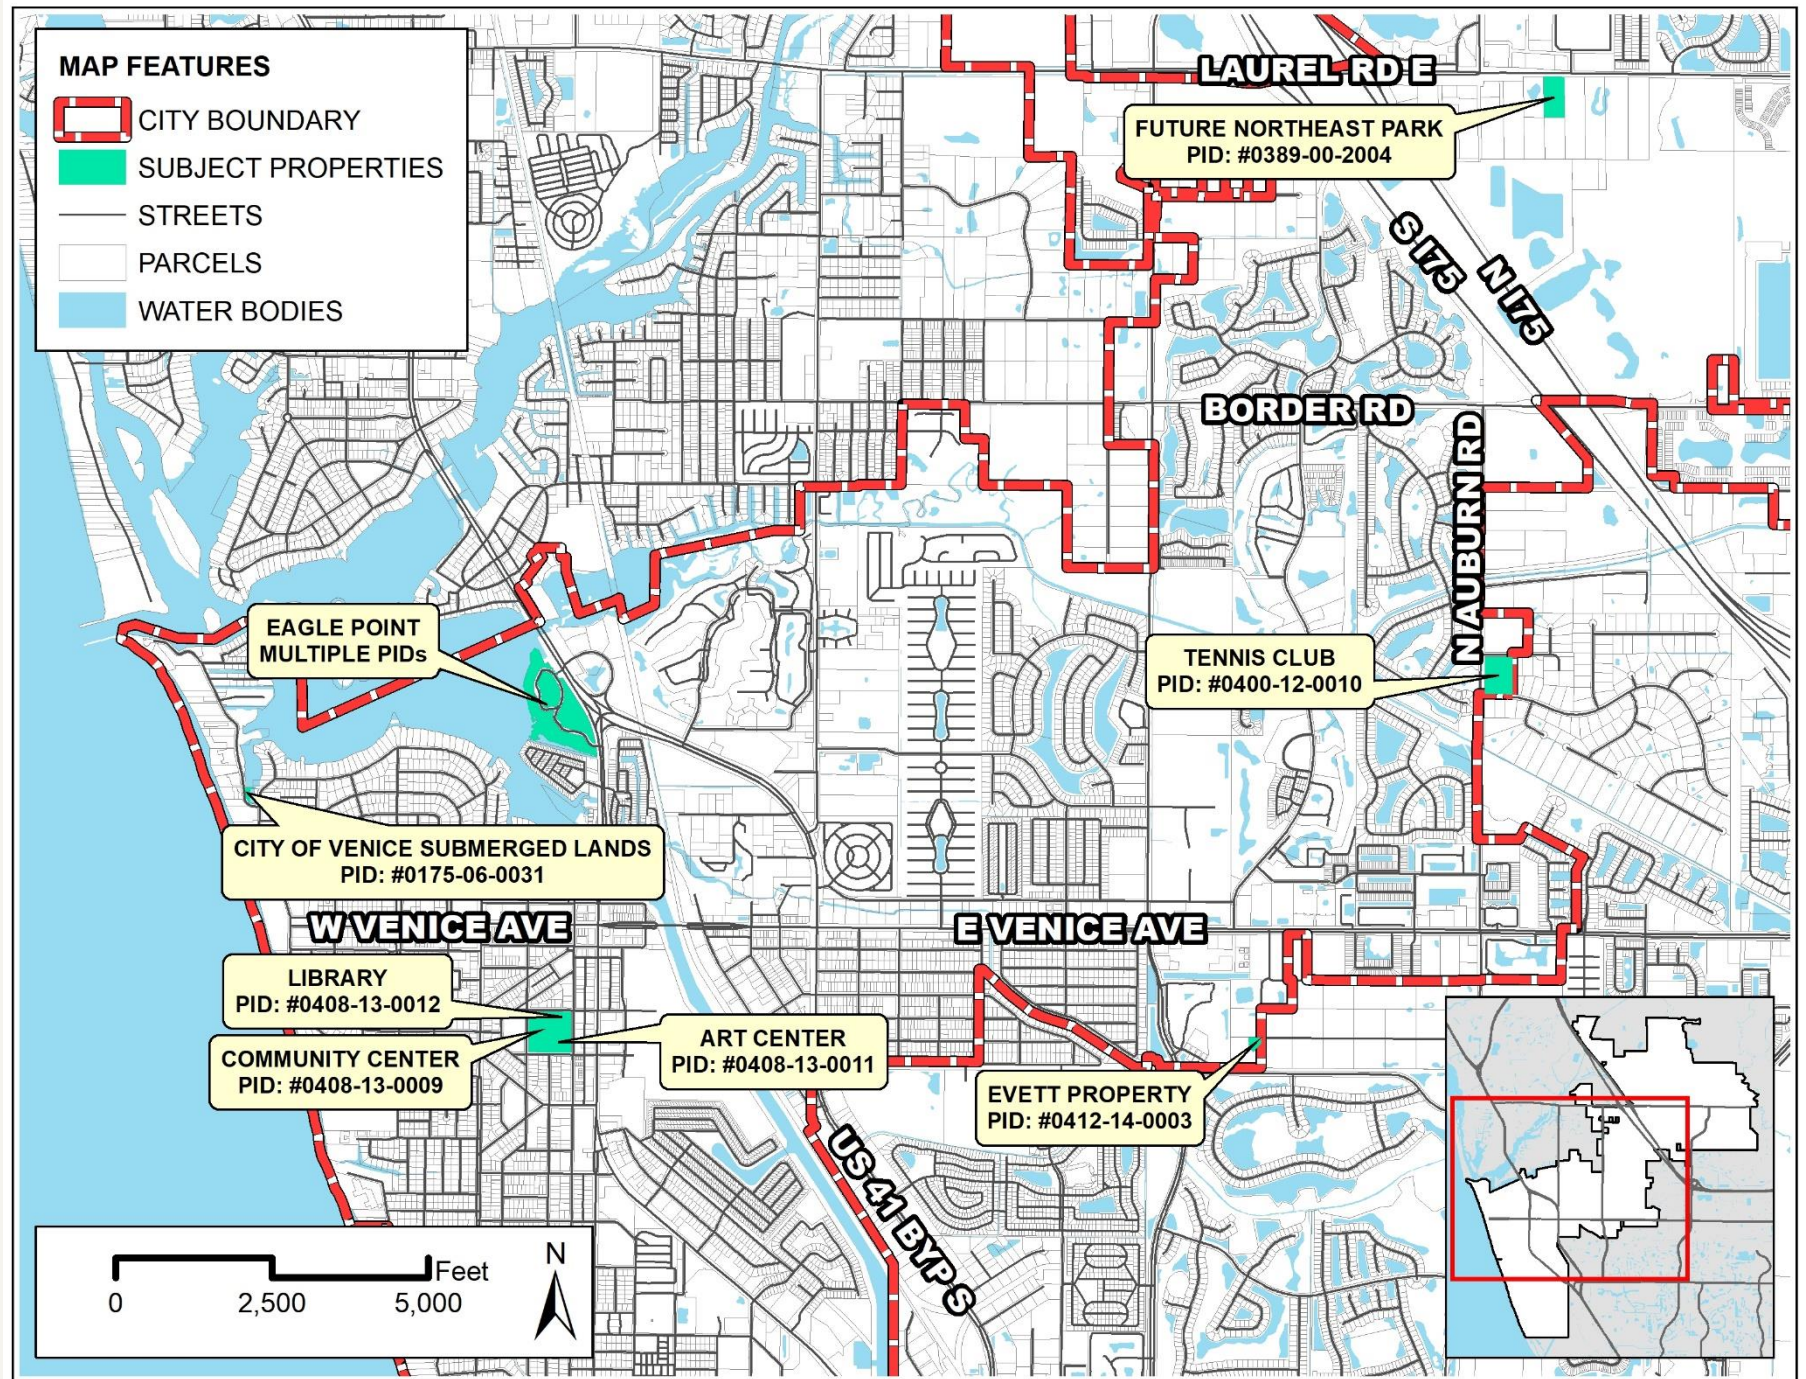 MAP FEATURES
CITY BOUNDARY
SUBJECT PROPERTIES
STREETS
PARCELS
WATER BODIES
LAUREL RD E
FUTURE NORTHEAST PARK
PID: #0389-00-2004
S I75
N I75
BORDER RD
N AUBURN RD
EAGLE POINT
MULTIPLE PIDs
TENNIS CLUB
PID: #0400-12-0010
CITY OF VENICE SUBMERGED LANDS
PID: #0175-06-0031
W VENICE AVE
E VENICE AVE
LIBRARY
PID: #0408-13-0012
ART CENTER
PID: #0408-13-0011
COMMUNITY CENTER
PID: #0408-13-0009
EVETT PROPERTY
PID: #0412-14-0003
US 41 BYP S
N
Feet
0 2,500 5,000